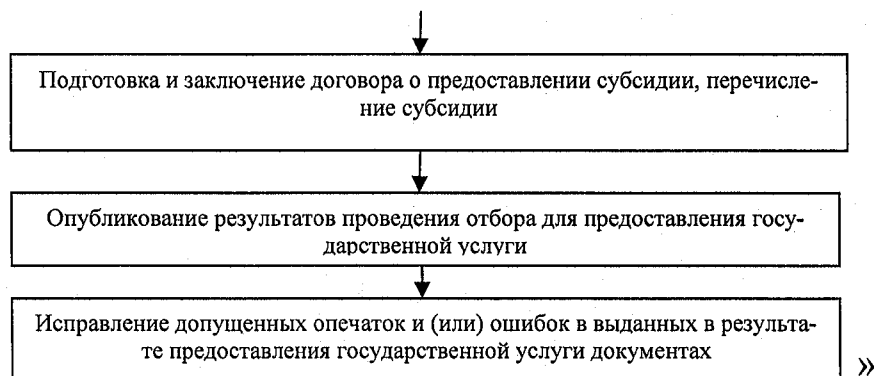 Подготовка и заключение договора о предоставлении субсидии, перечисле-
ние субсидии
Опубликование результатов проведения отбора для предоставления госу-
дарственной услуги
Исправление допущенных опечаток и (или) ошибок в выданных в результа-
те предоставления государственной услуги документах
»